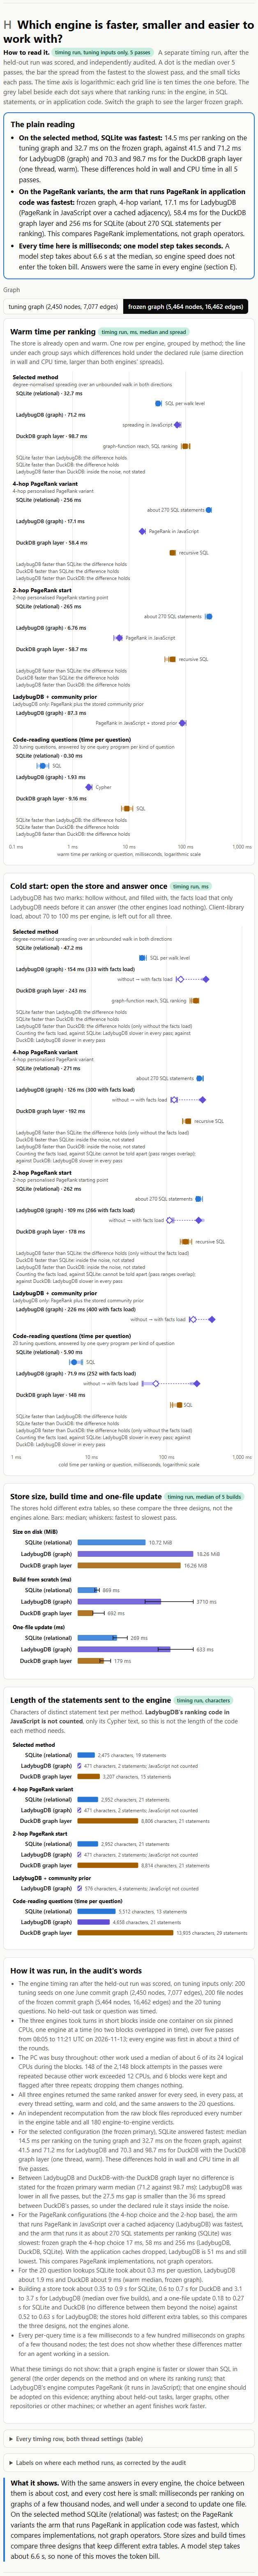 H Which engine is faster, smaller and easier to
work with?
How to read it. timing run, tuning inputs only, 5 passes A separate timing run, after the
held-out run was scored, and independently audited. A dot is the median over 5
passes, the bar the spread from the fastest to the slowest pass, and the small ticks
each pass. The time axis is logarithmic; each grid line is ten times the one before. The
grey label beside each dot says where that ranking runs: in the engine, in SQL
statements, or in application code. Switch the graph to see the larger frozen graph.
The plain reading
• On the selected method, SQLite was fastest: 14.5 ms per ranking on the
tuning graph and 32.7 ms on the frozen graph, against 41.5 and 71.2 ms
for LadybugDB (graph) and 70.3 and 98.7 ms for the DuckDB graph layer
(one thread, warm). These differences hold in wall and CPU time in all 5
passes.
• On the PageRank variants, the arm that runs PageRank in application
code was fastest: frozen graph, 4-hop variant, 17.1 ms for LadybugDB
(PageRank in JavaScript over a cached adjacency), 58.4 ms for the DuckDB
graph layer and 256 ms for SQLite (about 270 SQL statements per
ranking). This compares PageRank implementations, not graph operators.
• Every time here is milliseconds; one model step takes seconds. A
model step takes about 6.6 s at the median, so engine speed does not
enter the token bill. Answers were the same in every engine (section E).
Graph
tuning graph (2,450 nodes, 7,077 edges) frozen graph (5,464 nodes, 16,462 edges)
Warm time per ranking timing run, ms, median and spread
The store is already open and warm. One row per engine, grouped by method; the line
under each group says which differences hold under the declared rule (same direction
in wall and CPU time, larger than both engines' spreads).
Selected method
degree-normalised spreading over an unbounded walk in both directions
SQLite (relational) · 32.7 ms
SQL per walk level
LadybugDB (graph) · 71.2 ms
spreading in JavaScript
DuckDB graph layer · 98.7 ms
graph-function reach, SQL ranking
SQLite faster than LadybugDB: the difference holds
SQLite faster than DuckDB: the difference holds
LadybugDB faster than DuckDB: inside the noise, not stated
4-hop PageRank variant
4-hop personalised PageRank variant
SQLite (relational) · 256 ms
about 270 SQL statements
LadybugDB (graph) · 17.1 ms
PageRank in JavaScript
DuckDB graph layer · 58.4 ms
recursive SQL
LadybugDB faster than SQLite: the difference holds
DuckDB faster than SQLite: the difference holds
LadybugDB faster than DuckDB: the difference holds
2-hop PageRank start
2-hop personalised PageRank starting point
SQLite (relational) · 265 ms
about 270 SQL statements
LadybugDB (graph) · 6.76 ms
PageRank in JavaScript
DuckDB graph layer · 58.7 ms
recursive SQL
LadybugDB faster than SQLite: the difference holds
DuckDB faster than SQLite: the difference holds
LadybugDB faster than DuckDB: the difference holds
LadybugDB + community prior
LadybugDB only: PageRank plus the stored community prior
LadybugDB (graph) · 87.3 ms
PageRank in JavaScript + stored prior
Code-reading questions (time per question)
20 tuning questions, answered by one query program per kind of question
SQLite (relational) · 0.30 ms
SQL
LadybugDB (graph) · 1.93 ms
Cypher
DuckDB graph layer · 9.16 ms
SQL
SQLite faster than LadybugDB: the difference holds
SQLite faster than DuckDB: the difference holds
LadybugDB faster than DuckDB: the difference holds
0.1 ms 1 ms 10 ms 100 ms 1,000 ms
warm time per ranking or question, milliseconds, logarithmic scale
Cold start: open the store and answer once timing run, ms
LadybugDB has two marks: hollow without, and filled with, the facts load that only
LadybugDB needs before it can answer (the other engines load nothing). Client-library
load, about 70 to 100 ms per engine, is left out for all three.
Selected method
degree-normalised spreading over an unbounded walk in both directions
SQLite (relational) · 47.2 ms
SQL per walk level
LadybugDB (graph) · 154 ms (333 with facts load)
without → with facts load
DuckDB graph layer · 243 ms
graph-function reach, SQL ranking
SQLite faster than LadybugDB: the difference holds
SQLite faster than DuckDB: the difference holds
LadybugDB faster than DuckDB: the difference holds (only without the facts load)
Counting the facts load, against SQLite: LadybugDB slower in every pass; against
DuckDB: LadybugDB slower in every pass
4-hop PageRank variant
4-hop personalised PageRank variant
SQLite (relational) · 271 ms
about 270 SQL statements
LadybugDB (graph) · 126 ms (300 with facts load)
without → with facts load
DuckDB graph layer · 192 ms
recursive SQL
LadybugDB faster than SQLite: the difference holds (only without the facts load)
DuckDB faster than SQLite: inside the noise, not stated
LadybugDB faster than DuckDB: inside the noise, not stated
Counting the facts load, against SQLite: cannot be told apart (pass ranges overlap);
against DuckDB: LadybugDB slower in every pass
2-hop PageRank start
2-hop personalised PageRank starting point
SQLite (relational) · 262 ms
about 270 SQL statements
LadybugDB (graph) · 109 ms (266 with facts load)
without → with facts load
DuckDB graph layer · 178 ms
recursive SQL
LadybugDB faster than SQLite: the difference holds (only without the facts load)
DuckDB faster than SQLite: inside the noise, not stated
LadybugDB faster than DuckDB: inside the noise, not stated
Counting the facts load, against SQLite: cannot be told apart (pass ranges overlap);
against DuckDB: LadybugDB slower in every pass
LadybugDB + community prior
LadybugDB only: PageRank plus the stored community prior
LadybugDB (graph) · 226 ms (400 with facts load)
without → with facts load
Code-reading questions (time per question)
20 tuning questions, answered by one query program per kind of question
SQLite (relational) · 5.90 ms
SQL
LadybugDB (graph) · 71.9 ms (252 with facts load)
without → with facts load
DuckDB graph layer · 148 ms
SQL
SQLite faster than LadybugDB: the difference holds
SQLite faster than DuckDB: the difference holds
LadybugDB faster than DuckDB: the difference holds (only without the facts load)
Counting the facts load, against SQLite: LadybugDB slower in every pass; against
DuckDB: LadybugDB slower in every pass
1 ms 10 ms 100 ms 1,000 ms
cold time per ranking or question, milliseconds, logarithmic scale
Store size, build time and one-file update timing run, median of 5 builds
The stores hold different extra tables, so these compare the three designs, not the
engines alone. Bars: median; whiskers: fastest to slowest pass.
Size on disk (MiB)
SQLite (relational) 10.72 MiB
LadybugDB (graph) 18.26 MiB
DuckDB graph layer 16.26 MiB
Build from scratch (ms)
SQLite (relational) 869 ms
LadybugDB (graph) 3710 ms
DuckDB graph layer 692 ms
One-file update (ms)
SQLite (relational) 269 ms
LadybugDB (graph) 633 ms
DuckDB graph layer 179 ms
Length of the statements sent to the engine timing run, characters
Characters of distinct statement text per method. LadybugDB's ranking code in
JavaScript is not counted, only its Cypher text, so this is not the length of the code
each method needs.
Selected method
SQLite (relational) 2,475 characters, 19 statements
LadybugDB (graph) 471 characters, 2 statements; JavaScript not counted
DuckDB graph layer 3,207 characters, 15 statements
4-hop PageRank variant
SQLite (relational) 2,952 characters, 21 statements
LadybugDB (graph) 471 characters, 2 statements; JavaScript not counted
DuckDB graph layer 8,806 characters, 21 statements
2-hop PageRank start
SQLite (relational) 2,952 characters, 21 statements
LadybugDB (graph) 471 characters, 2 statements; JavaScript not counted
DuckDB graph layer 8,814 characters, 21 statements
LadybugDB + community prior
LadybugDB (graph) 576 characters, 4 statements; JavaScript not counted
Code-reading questions (time per question)
SQLite (relational) 5,512 characters, 13 statements
LadybugDB (graph) 4,658 characters, 21 statements
DuckDB graph layer 13,935 characters, 29 statements
How it was run, in the audit's words
• The engine timing ran after the held-out run was scored, on tuning inputs only: 200
tuning seeds on one June commit graph (2,450 nodes, 7,077 edges), 200 file nodes
of the frozen commit graph (5,464 nodes, 16,462 edges) and the 20 tuning
questions. No held-out task or question was timed.
• The three engines took turns in short blocks inside one container on six pinned
CPUs, one engine at a time (no two blocks overlapped), in over five passes
from 08:05 to 11:21 UTC on 2026-11-13; every engine was first in about a third of
the rounds.
• The PC was busy throughout: other work used a median of about 6 of its 24 logical
CPUs during the blocks. 148 of the 2,148 block attempts in the passes were
repeated because other work exceeded 12 CPUs, and 6 blocks were kept and
flagged after three repeats; dropping them changes nothing.
• All three engines returned the same ranked answer for every seed, in every pass, at
every thread setting, warm and cold, and the same answers to the 20 questions.
• An independent recomputation from the raw block files reproduced every number
in the engine table and all 180 engine-to-engine verdicts.
• For the selected configuration (the frozen primary), SQLite answered fastest: median
14.5 ms per ranking on the tuning graph and 32.7 ms on the frozen graph, against
41.5 and 71.2 ms for LadybugDB and 70.3 and 98.7 ms for DuckDB with the DuckDB
graph layer (one thread, warm). These differences hold in wall and CPU time in all
five passes.
• Between LadybugDB and DuckDB-with-the DuckDB graph layer no difference is
stated for the frozen primary warm median (71.2 against 98.7 ms): LadybugDB was
lower in all five passes, but the 27.5 ms gap is smaller than the 36 ms spread
between DuckDB's passes, so under the declared rule it stays inside the noise.
• For the PageRank configurations (the 4-hop choice and the 2-hop base), the arm
that runs PageRank in JavaScript over a cached adjacency (LadybugDB) was fastest,
and the arm that runs it as about 270 SQL statements per ranking (SQLite) was
slowest: frozen graph the 4-hop choice 17 ms, 58 ms and 256 ms (LadybugDB,
DuckDB, SQLite). With the application caches dropped, LadybugDB is 51 ms and still
lowest. This compares PageRank implementations, not graph operators.
• For the 20 question lookups SQLite took about 0.3 ms per question, LadybugDB
about 1.9 ms and DuckDB about 9 ms (warm median, frozen graph).
• Building a store took about 0.35 to 0.9 s for SQLite, 0.6 to 0.7 s for DuckDB and 3.1
to 3.7 s for LadybugDB (median over five builds), and a one-file update 0.18 to 0.27
s for SQLite and DuckDB (no difference between them beyond the noise) against
0.52 to 0.63 s for LadybugDB; the stores hold different extra tables, so this compares
the three designs, not the engines alone.
• Every per-query time is a few milliseconds to a few hundred milliseconds on graphs
of a few thousand nodes; the test does not show whether these differences matter
for an agent working in a session.
What these timings do not show: that a graph engine is faster or slower than SQL in
general (the order depends on the method and on where its ranking runs); that
LadybugDB's engine computes PageRank (it runs in JavaScript); that one engine
should be adopted on this evidence; anything about held-out tasks, larger graphs, other
repositories or other machines; or whether an agent finishes work faster.
▸ Every timing row, both thread settings (table)
▸ Labels on where each method runs, as corrected by the audit
What it shows. With the same answers in every engine, the choice between
them is about cost, and every cost here is small: milliseconds per ranking on
graphs of a few thousand nodes, and well under a second to update one file.
On the selected method SQLite (relational) was fastest; on the PageRank
variants the arm that runs PageRank in application code was fastest, which
compares implementations, not graph operators. Store sizes and build times
compare three designs that keep different extra tables. A model step takes
about 6.6 s, so none of this moves the token bill.